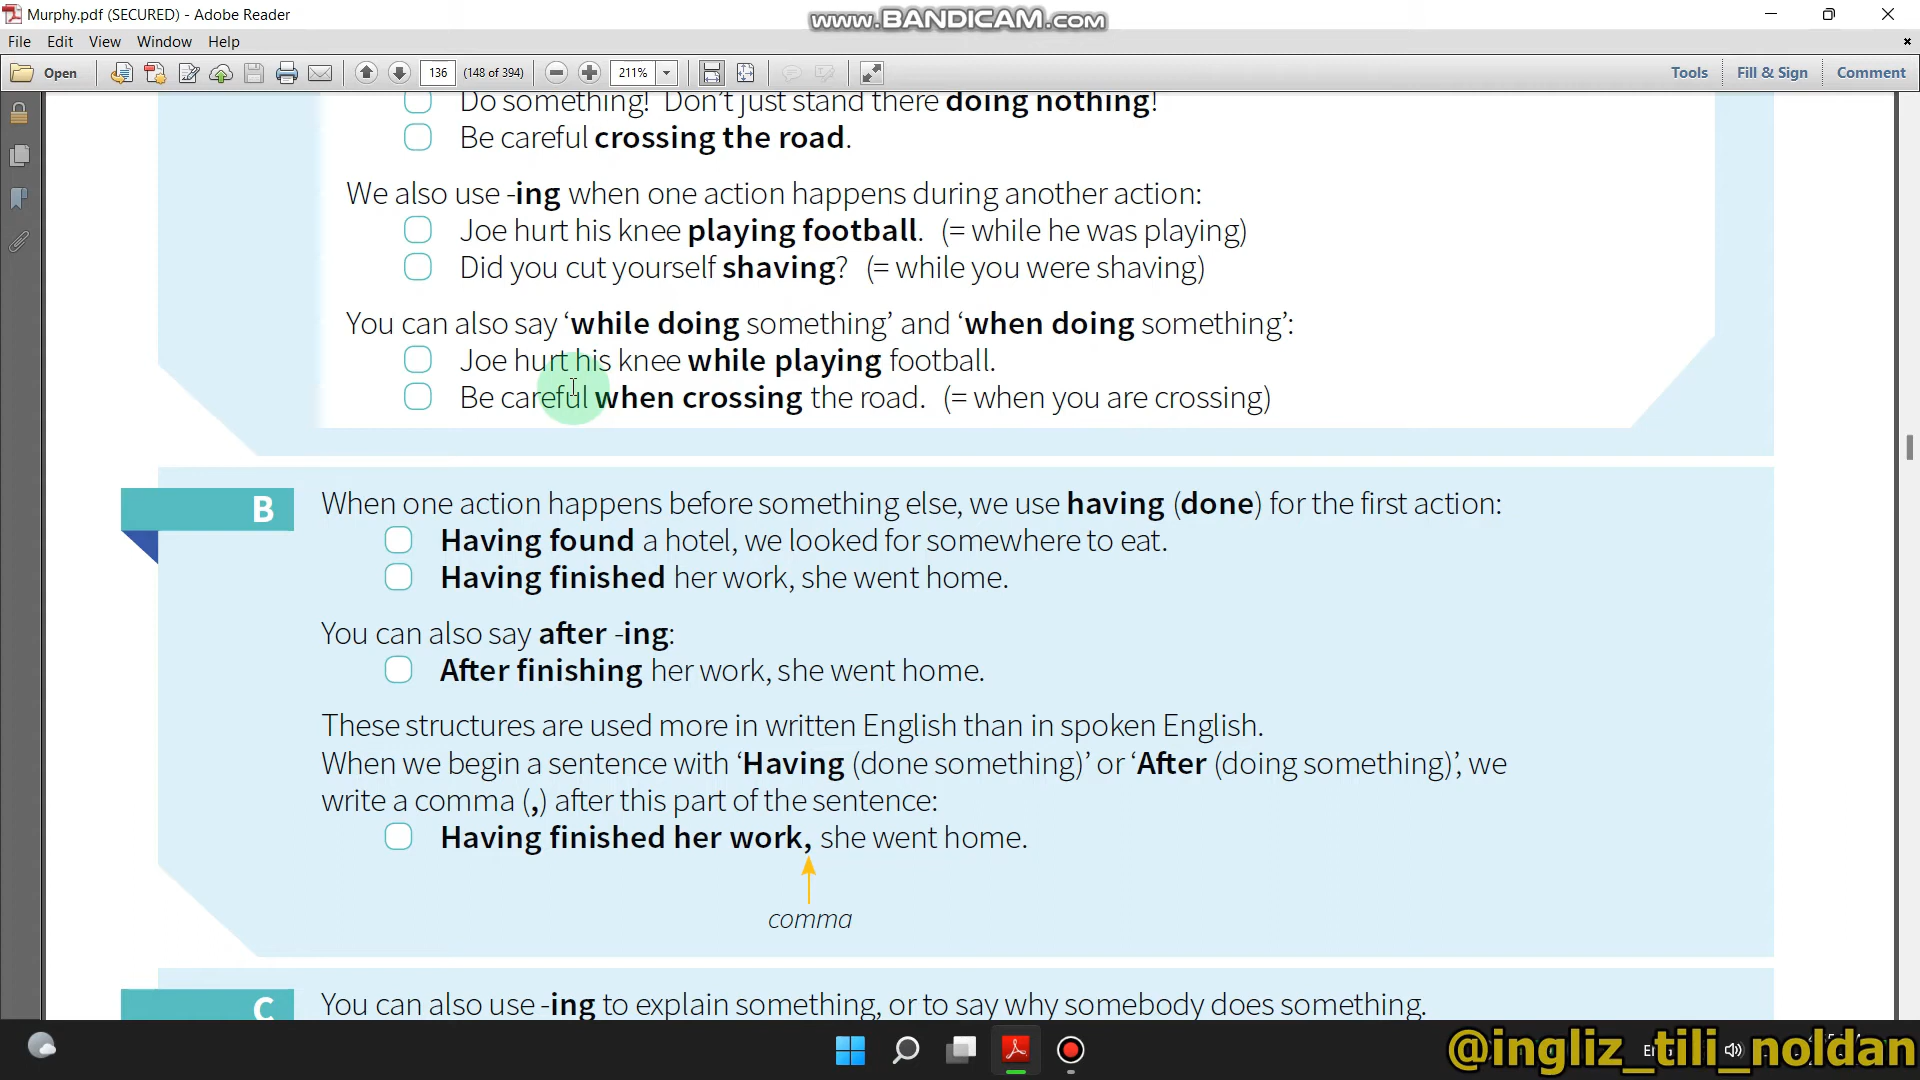 Murphy.pdf (SECURED) - Adobe Reader
www.BANDICAM.com
File Edit View Window Help
Open 136 (148 of 394) 211% Tools Fill & Sign Comment
Do something! Don't just stand there doing nothing!
Be careful crossing the road.
We also use -ing when one action happens during another action:
Joe hurt his knee playing football. (= while he was playing)
Did you cut yourself shaving? (= while you were shaving)
You can also say ‘while doing something’ and ‘when doing something’:
Joe hurt his knee while playing football.
Be careful when crossing the road. (= when you are crossing)
B When one action happens before something else, we use having (done) for the first action:
Having found a hotel, we looked for somewhere to eat.
Having finished her work, she went home.
You can also say after -ing:
After finishing her work, she went home.
These structures are used more in written English than in spoken English.
When we begin a sentence with ‘Having (done something)’ or ‘After (doing something)’, we
write a comma (,) after this part of the sentence:
Having finished her work, she went home.
comma
C You can also use -ing to explain something, or to say why somebody does something.
@ingliz_tili_noldan